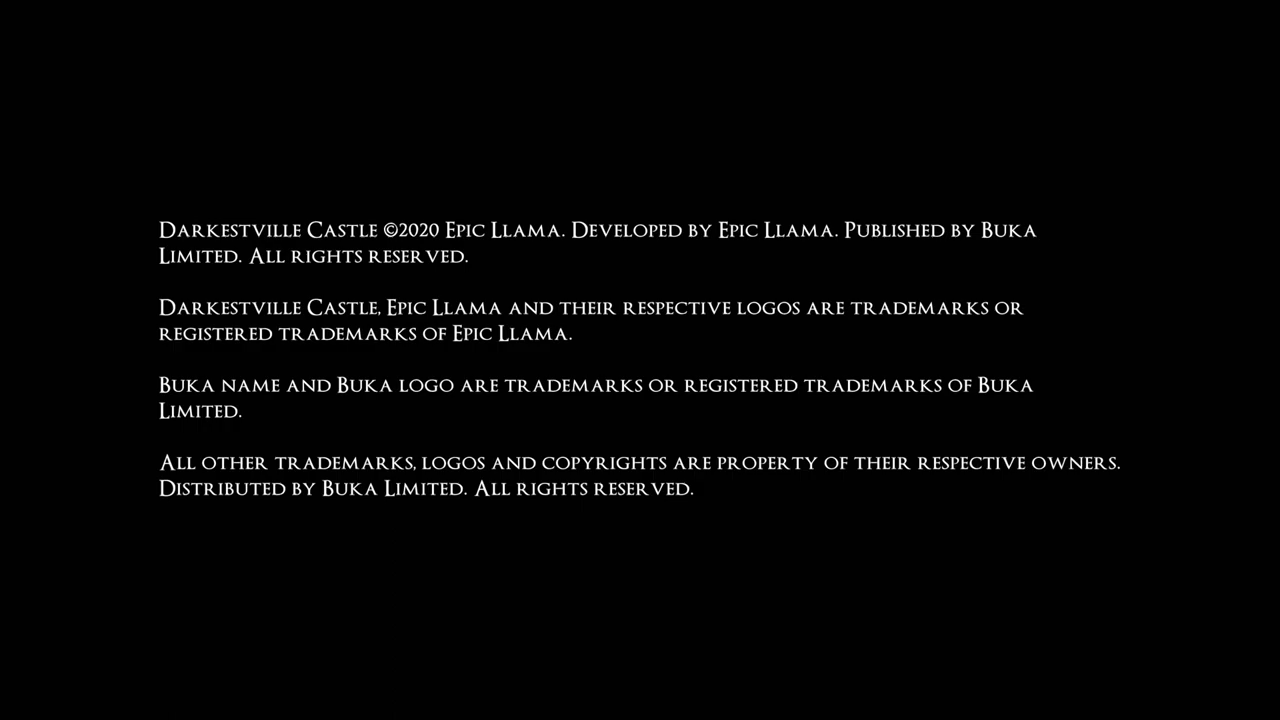 Darkestville Castle ©2020 Epic Llama. Developed by Epic Llama. Published by Buka
Limited. All rights reserved.
Darkestville Castle, Epic Llama and their respective logos are trademarks or
registered trademarks of Epic Llama.
Buka name and Buka logo are trademarks or registered trademarks of Buka
Limited.
All other trademarks, logos and copyrights are property of their respective owners.
Distributed by Buka Limited. All rights reserved.